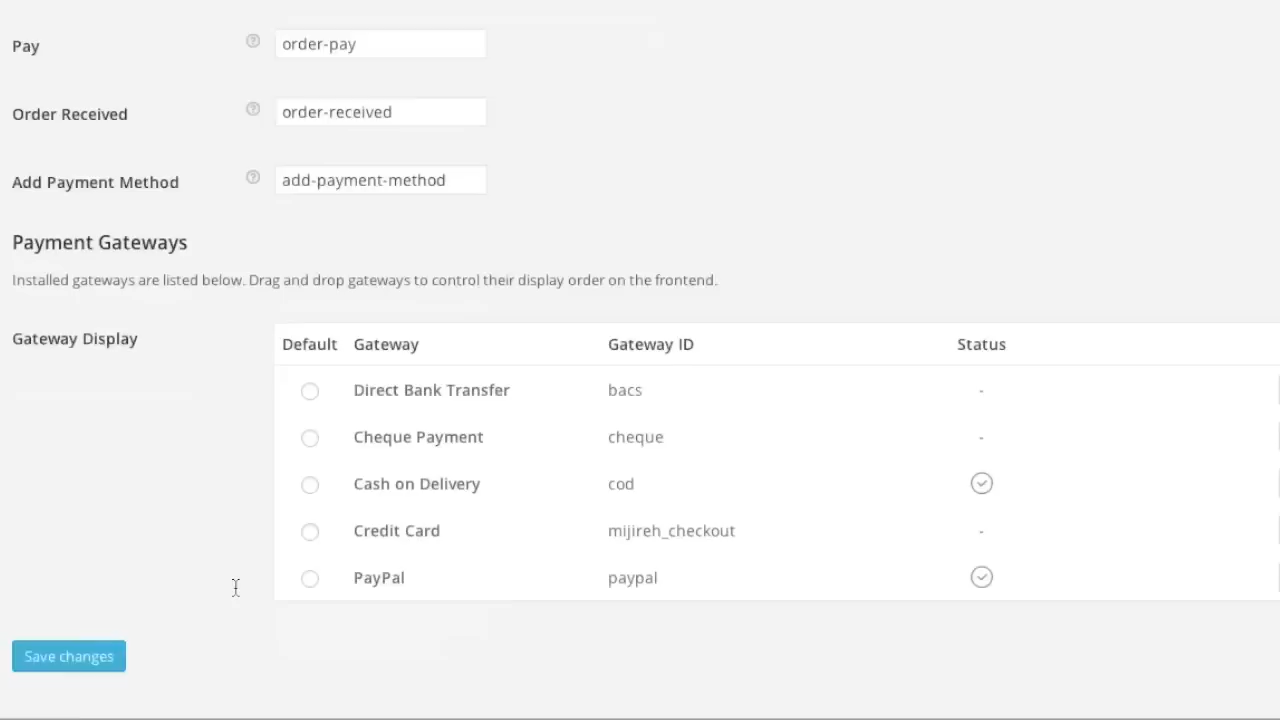 Pay ? order-pay
Order Received ? order-received
Add Payment Method ? add-payment-method
Payment Gateways
Installed gateways are listed below. Drag and drop gateways to control their display order on the frontend.
Gateway Display
Default Gateway Gateway ID Status
Direct Bank Transfer bacs -
Cheque Payment cheque -
Cash on Delivery cod
Credit Card mijireh_checkout -
PayPal paypal
Save changes